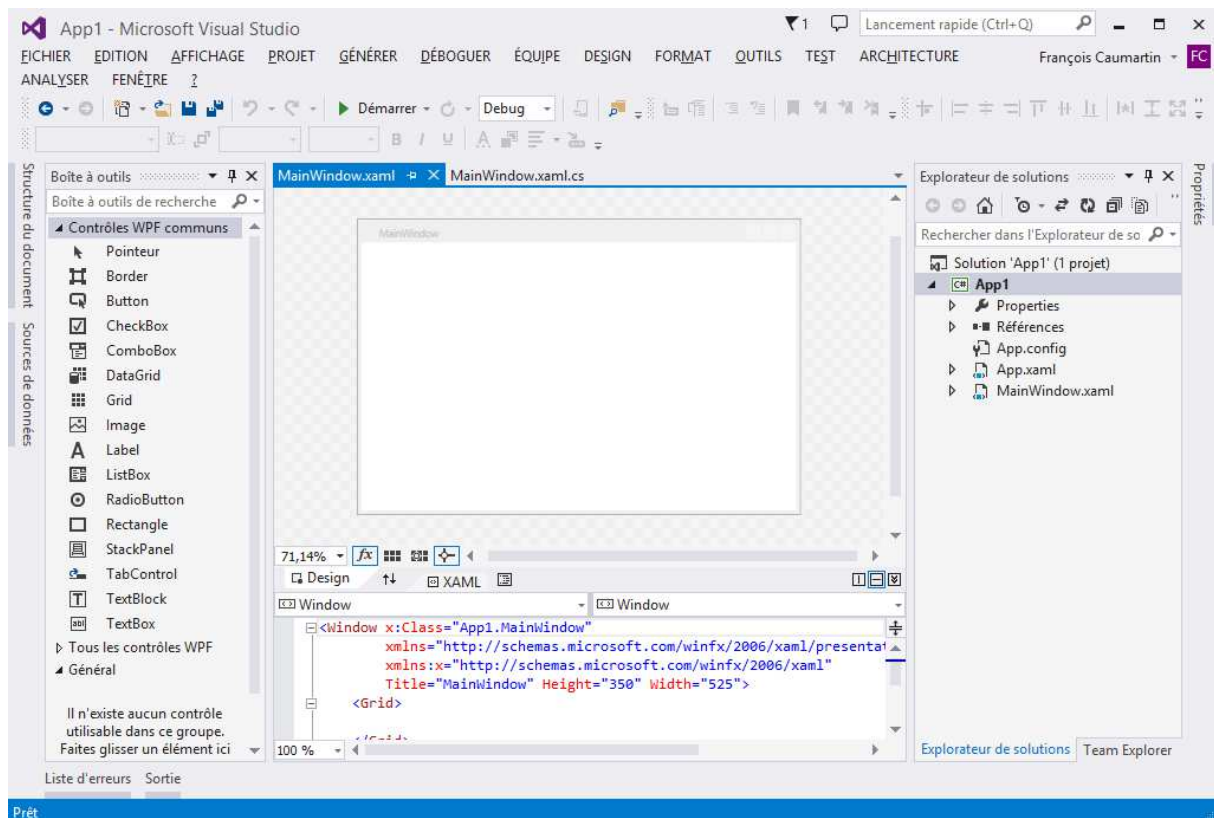 App1 - Microsoft Visual Studio
1
Lancement rapide (Ctrl+Q)
FICHIER EDITION AFFICHAGE PROJET GÉNÉRER DÉBOGUER ÉQUIPE DESIGN FORMAT OUTILS TEST ARCHITECTURE
François Caumartin FC
ANALYSER FENÊTRE ?
Démarrer Debug
B I U A
Structure du document
Sources de données
Boîte à outils
Boîte à outils de recherche
Contrôles WPF communs
Pointeur
Border
Button
CheckBox
ComboBox
DataGrid
Grid
Image
Label
ListBox
RadioButton
Rectangle
StackPanel
TabControl
TextBlock
TextBox
Tous les contrôles WPF
Général
Il n'existe aucun contrôle
utilisable dans ce groupe.
Faites glisser un élément ici
MainWindow.xaml MainWindow.xaml.cs
MainWindow
71,14% fx
Design XAML
Window Window
<Window x:Class="App1.MainWindow"
xmlns="http://schemas.microsoft.com/winfx/2006/xaml/presentat
xmlns:x="http://schemas.microsoft.com/winfx/2006/xaml"
Title="MainWindow" Height="350" Width="525">
<Grid>
</Grid>
100 %
Explorateur de solutions
Rechercher dans l'Explorateur de so
Solution 'App1' (1 projet)
C# App1
Properties
Références
App.config
App.xaml
MainWindow.xaml
Explorateur de solutions Team Explorer
Propriétés
Liste d'erreurs Sortie
Prêt